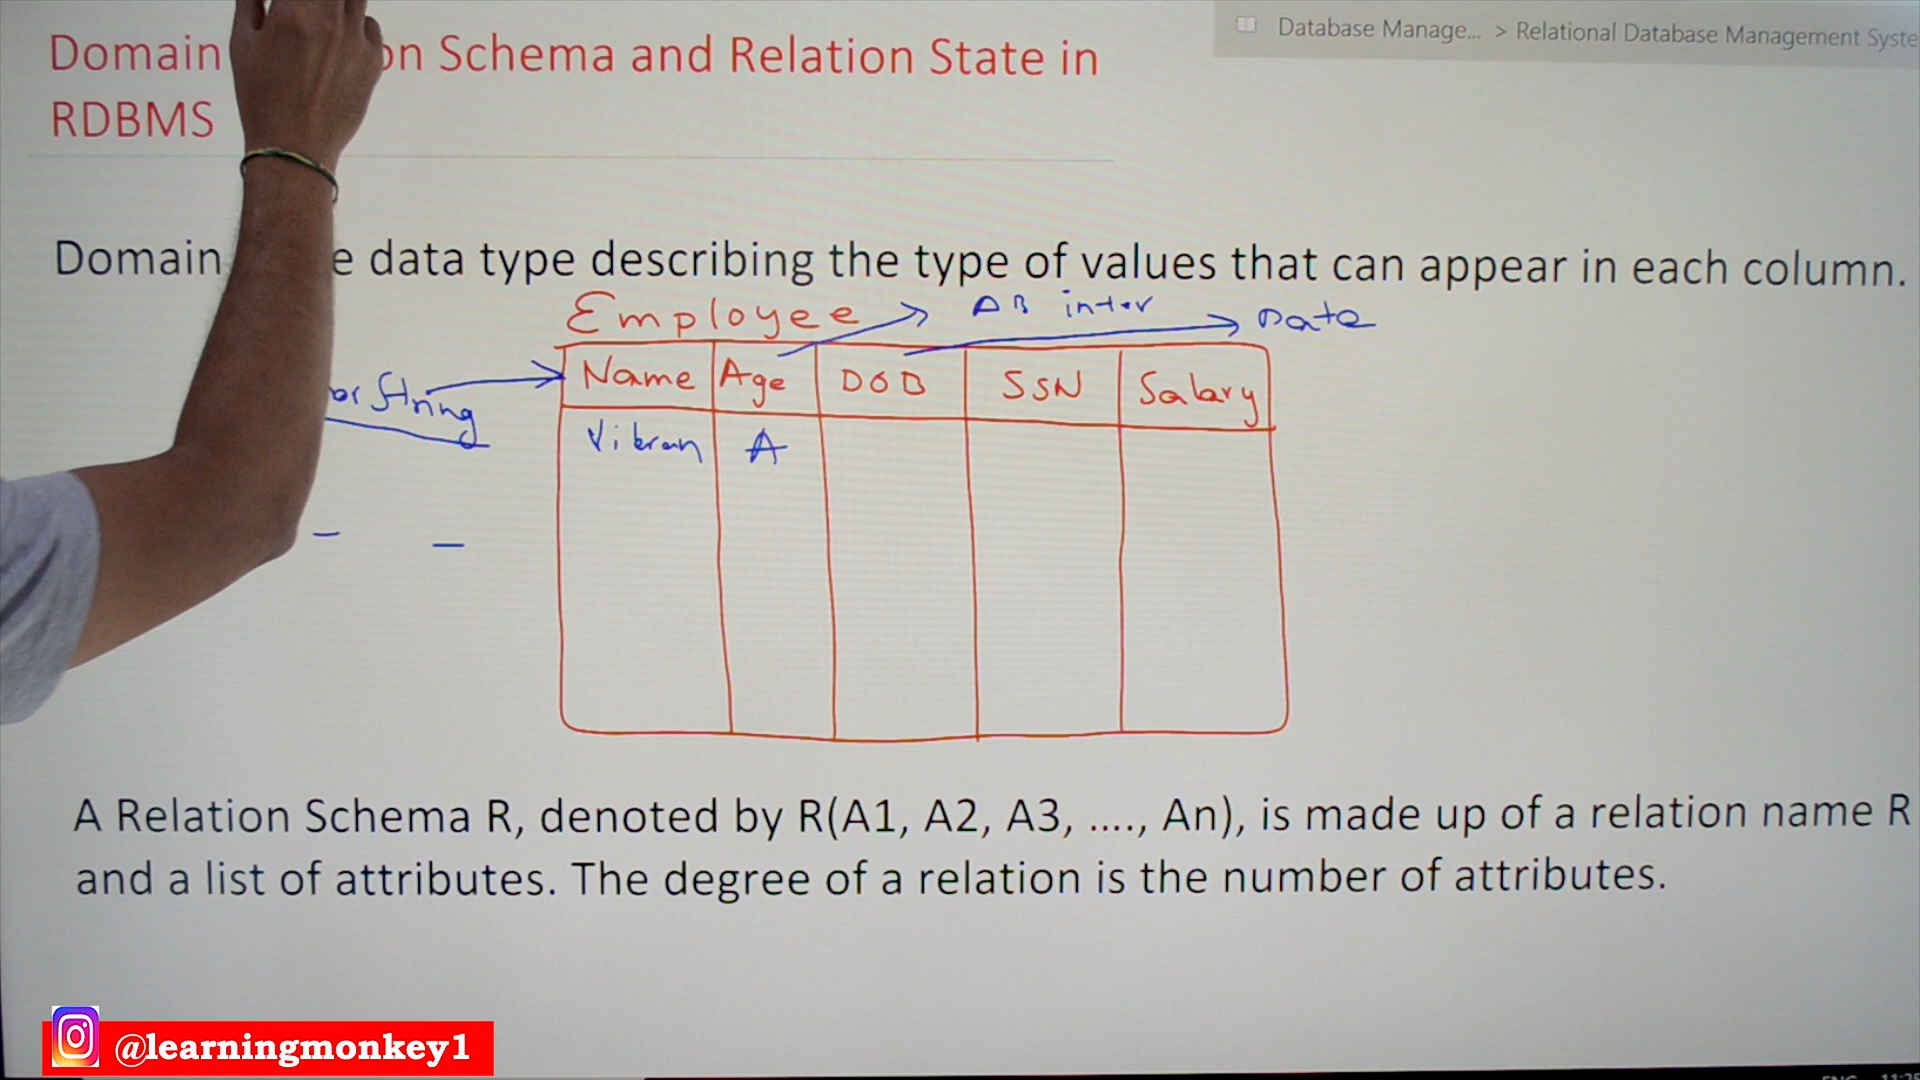 Database Manage... > Relational Database Management Syste
Domain on Schema and Relation State in
RDBMS
Domain e data type describing the type of values that can appear in each column.
Employee
Date
Name Age DOB SSN Salary
or String
A
A Relation Schema R, denoted by R(A1, A2, A3, ...., An), is made up of a relation name R
and a list of attributes. The degree of a relation is the number of attributes.
@learningmonkey1